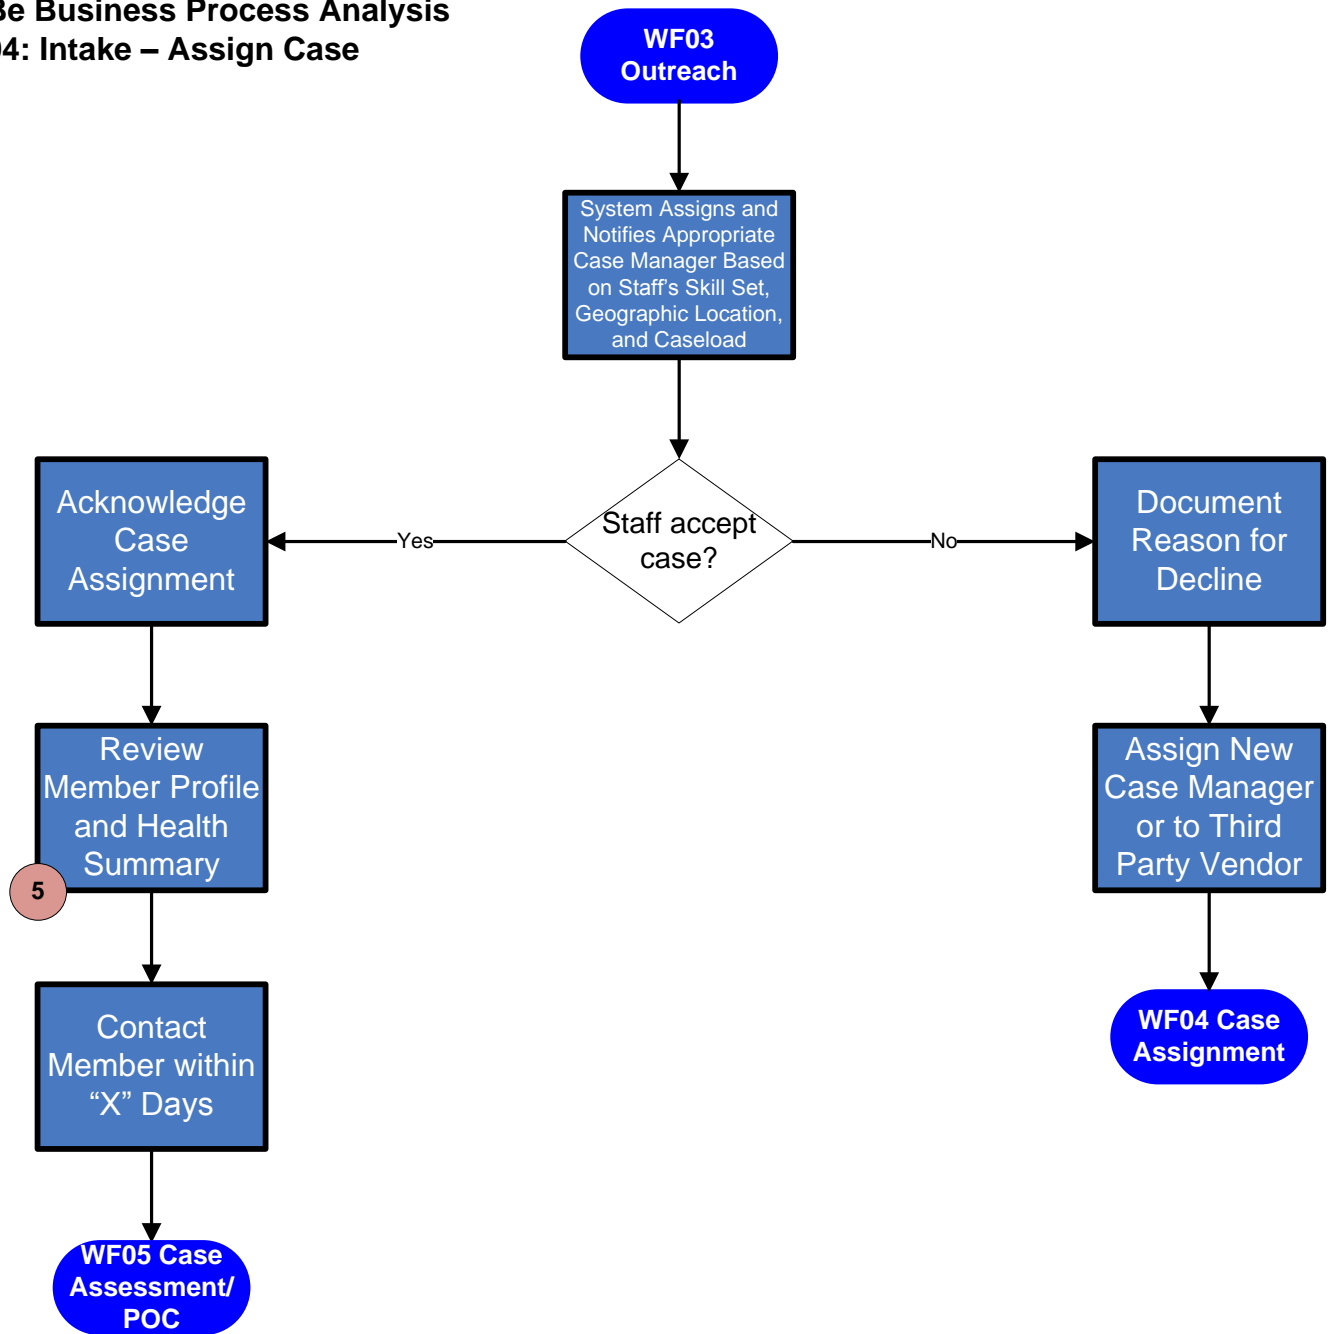 Be Business Process Analysis
04: Intake – Assign Case
WF03
Outreach
System Assigns and
Notifies Appropriate
Case Manager Based
on Staff's Skill Set,
Geographic Location,
and Caseload
Staff accept
case?
Yes
No
Acknowledge
Case
Assignment
Document
Reason for
Decline
Review
Member Profile
and Health
Summary
5
Assign New
Case Manager
or to Third
Party Vendor
Contact
Member within
“X” Days
WF04 Case
Assignment
WF05 Case
Assessment/
POC